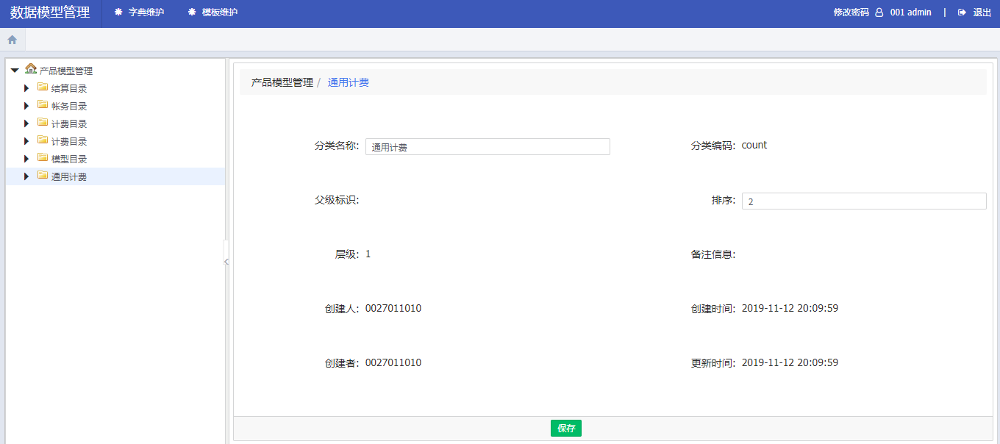 数据模型管理 字典维护 模板维护 修改密码 001 admin | 退出
产品模型管理
结算目录
帐务目录
计费目录
计费目录
模型目录
通用计费
产品模型管理 / 通用计费
分类名称: 通用计费 分类编码: count
父级标识: 排序: 2
层级: 1 备注信息:
创建人: 0027011010 创建时间: 2019-11-12 20:09:59
创建者: 0027011010 更新时间: 2019-11-12 20:09:59
保存